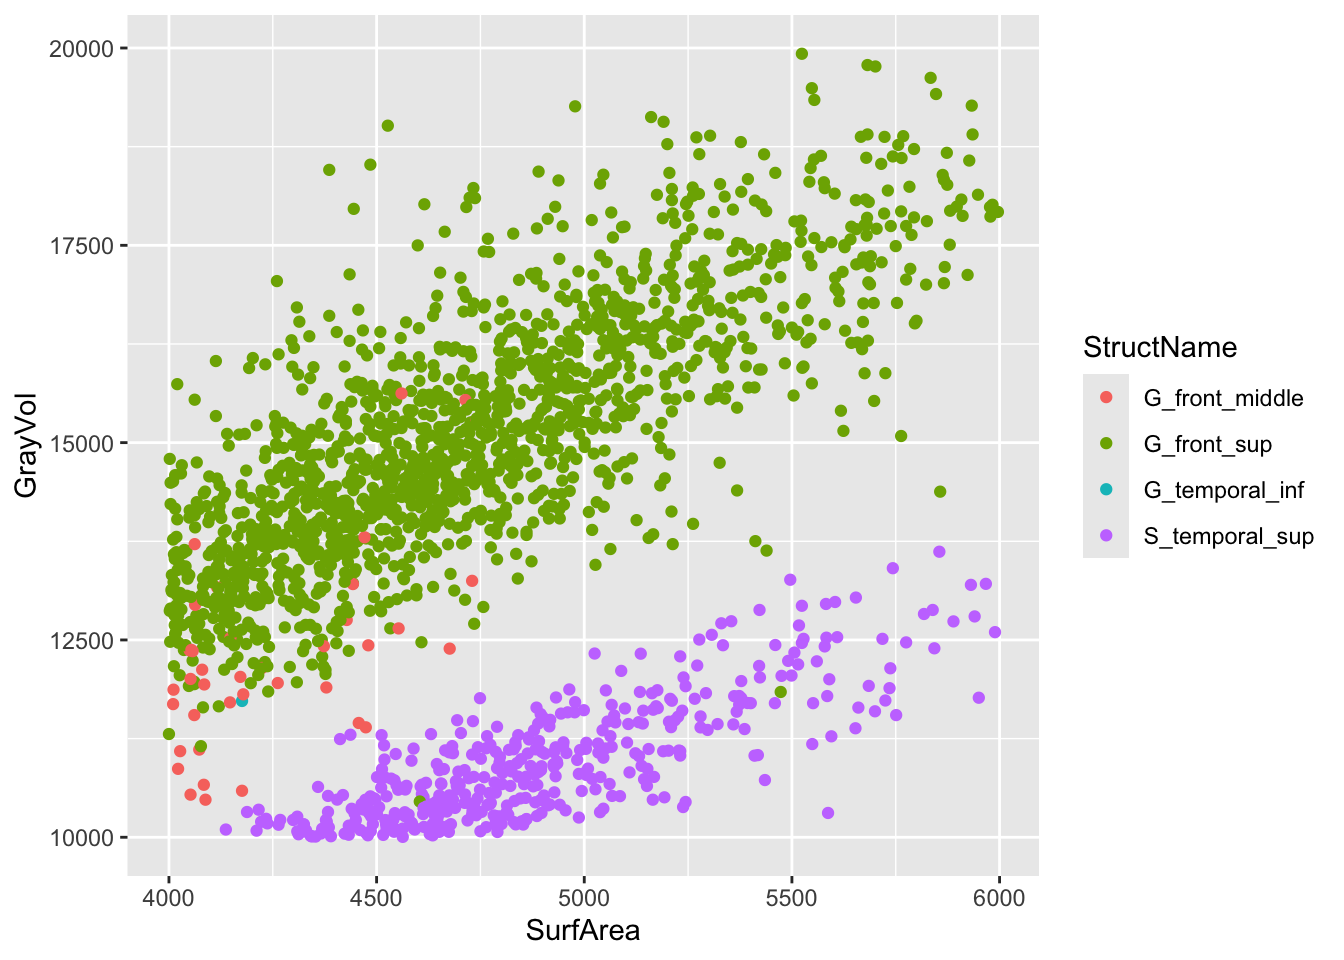 20000
17500
15000
12500
10000
GrayVol
4000 4500 5000 5500 6000
SurfArea
StructName
G_front_middle
G_front_sup
G_temporal_inf
S_temporal_sup